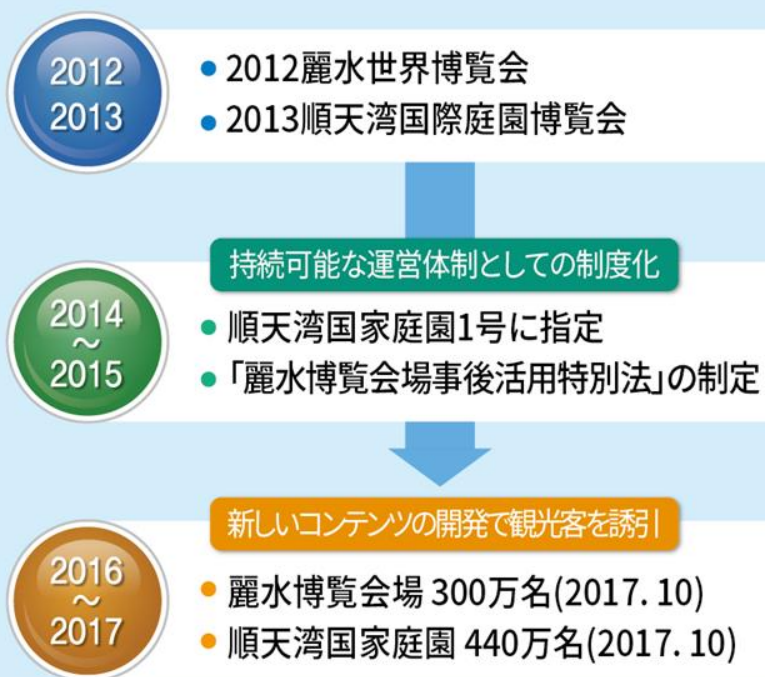 2012
2013
• 2012麗水世界博覧会
• 2013順天湾国際庭園博覧会
持続可能な運営体制としての制度化
2014
～
2015
• 順天湾国家庭園1号に指定
• 「麗水博覧会場事後活用特別法」の制定
新しいコンテンツの開発で観光客を誘引
2016
～
2017
• 麗水博覧会場 300万名(2017. 10)
• 順天湾国家庭園 440万名(2017. 10)